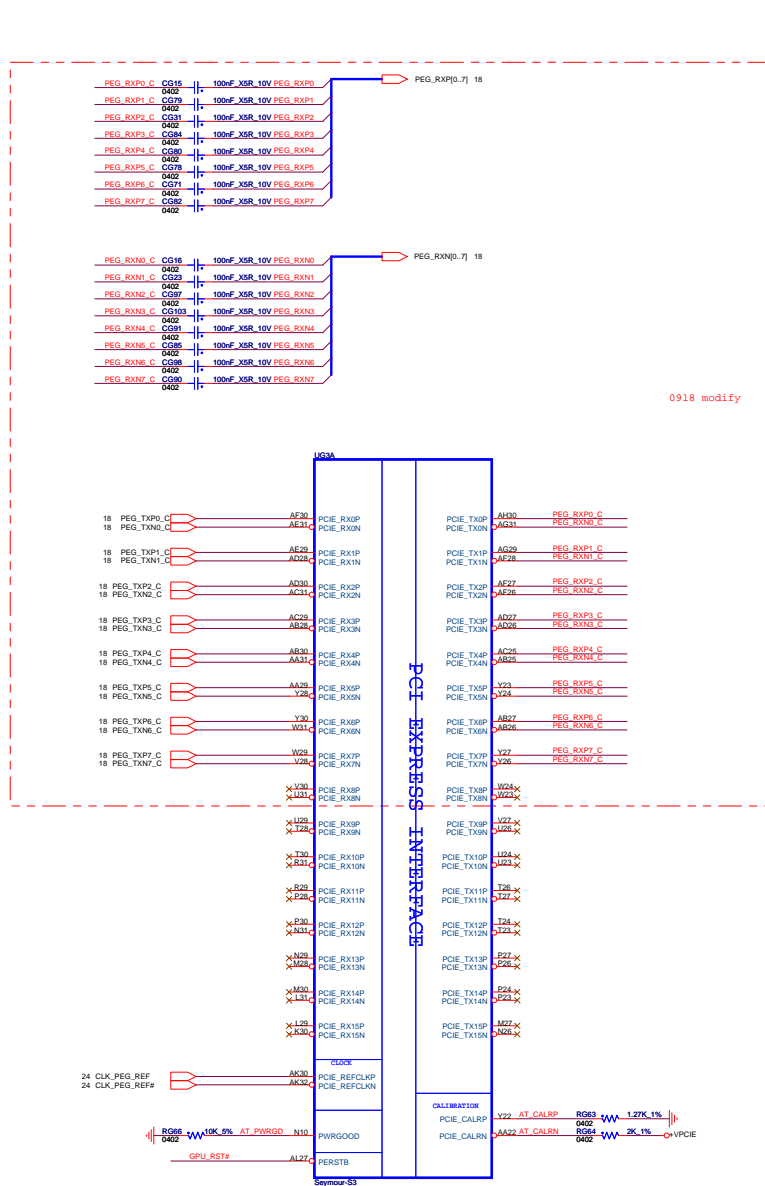 PEG_RXP0_C CG15 0402 100nF_X5R_10V PEG_RXP0 PEG_RXP[0..7] 18
PEG_RXP1_C CG79 0402 100nF_X5R_10V PEG_RXP1
PEG_RXP2_C CG31 0402 100nF_X5R_10V PEG_RXP2
PEG_RXP3_C CG84 0402 100nF_X5R_10V PEG_RXP3
PEG_RXP4_C CG80 0402 100nF_X5R_10V PEG_RXP4
PEG_RXP5_C CG78 0402 100nF_X5R_10V PEG_RXP5
PEG_RXP6_C CG71 0402 100nF_X5R_10V PEG_RXP6
PEG_RXP7_C CG82 0402 100nF_X5R_10V PEG_RXP7
PEG_RXN0_C CG16 0402 100nF_X5R_10V PEG_RXN0 PEG_RXN[0..7] 18
PEG_RXN1_C CG23 0402 100nF_X5R_10V PEG_RXN1
PEG_RXN2_C CG97 0402 100nF_X5R_10V PEG_RXN2
PEG_RXN3_C CG103 0402 100nF_X5R_10V PEG_RXN3
PEG_RXN4_C CG91 0402 100nF_X5R_10V PEG_RXN4
PEG_RXN5_C CG85 0402 100nF_X5R_10V PEG_RXN5
PEG_RXN6_C CG98 0402 100nF_X5R_10V PEG_RXN6
PEG_RXN7_C CG90 0402 100nF_X5R_10V PEG_RXN7
0918 modify
UG3A
18 PEG_TXP0_C AF30 PCIE_RX0P PCIE_TX0P AH30 PEG_RXP0_C
18 PEG_TXN0_C AE31 PCIE_RX0N PCIE_TX0N AG31 PEG_RXN0_C
18 PEG_TXP1_C AE29 PCIE_RX1P PCIE_TX1P AG29 PEG_RXP1_C
18 PEG_TXN1_C AD28 PCIE_RX1N PCIE_TX1N AF28 PEG_RXN1_C
18 PEG_TXP2_C AD30 PCIE_RX2P PCIE_TX2P AF27 PEG_RXP2_C
18 PEG_TXN2_C AC31 PCIE_RX2N PCIE_TX2N AF26 PEG_RXN2_C
18 PEG_TXP3_C AC29 PCIE_RX3P PCIE_TX3P AD27 PEG_RXP3_C
18 PEG_TXN3_C AB28 PCIE_RX3N PCIE_TX3N AD26 PEG_RXN3_C
18 PEG_TXP4_C AB30 PCIE_RX4P PCIE_TX4P AC25 PEG_RXP4_C
18 PEG_TXN4_C AA31 PCIE_RX4N PCIE_TX4N AB25 PEG_RXN4_C
18 PEG_TXP5_C AA29 PCIE_RX5P PCIE_TX5P Y23 PEG_RXP5_C
18 PEG_TXN5_C Y28 PCIE_RX5N PCIE_TX5N Y24 PEG_RXN5_C
18 PEG_TXP6_C Y30 PCIE_RX6P PCIE_TX6P AB27 PEG_RXP6_C
18 PEG_TXN6_C W31 PCIE_RX6N PCIE_TX6N AB26 PEG_RXN6_C
18 PEG_TXP7_C W29 PCIE_RX7P PCIE_TX7P Y27 PEG_RXP7_C
18 PEG_TXN7_C V28 PCIE_RX7N PCIE_TX7N Y26 PEG_RXN7_C
PCI EXPRESS INTERFACE
V30 PCIE_RX8P PCIE_TX8P W24
U31 PCIE_RX8N PCIE_TX8N W23
U29 PCIE_RX9P PCIE_TX9P V27
T28 PCIE_RX9N PCIE_TX9N U26
T30 PCIE_RX10P PCIE_TX10P U24
R31 PCIE_RX10N PCIE_TX10N U23
R29 PCIE_RX11P PCIE_TX11P T26
P28 PCIE_RX11N PCIE_TX11N T27
P30 PCIE_RX12P PCIE_TX12P T24
N31 PCIE_RX12N PCIE_TX12N T23
N29 PCIE_RX13P PCIE_TX13P P27
M28 PCIE_RX13N PCIE_TX13N P26
M30 PCIE_RX14P PCIE_TX14P P24
L31 PCIE_RX14N PCIE_TX14N P23
L29 PCIE_RX15P PCIE_TX15P M27
K30 PCIE_RX15N PCIE_TX15N N26
CLOCK
24 CLK_PEG_REF AK30 PCIE_REFCLKP
24 CLK_PEG_REF# AK32 PCIE_REFCLKN
CALIBRATION
PCIE_CALRP Y22 AT_CALRP RG63 0402 1.27K_1%
RG66 0402 10K_5% AT_PWRGD N10 PWRGOOD PCIE_CALRN AA22 AT_CALRN RG64 0402 2K_1% +VPCIE
GPU_RST# AL27 PERSTB
Seymour-S3